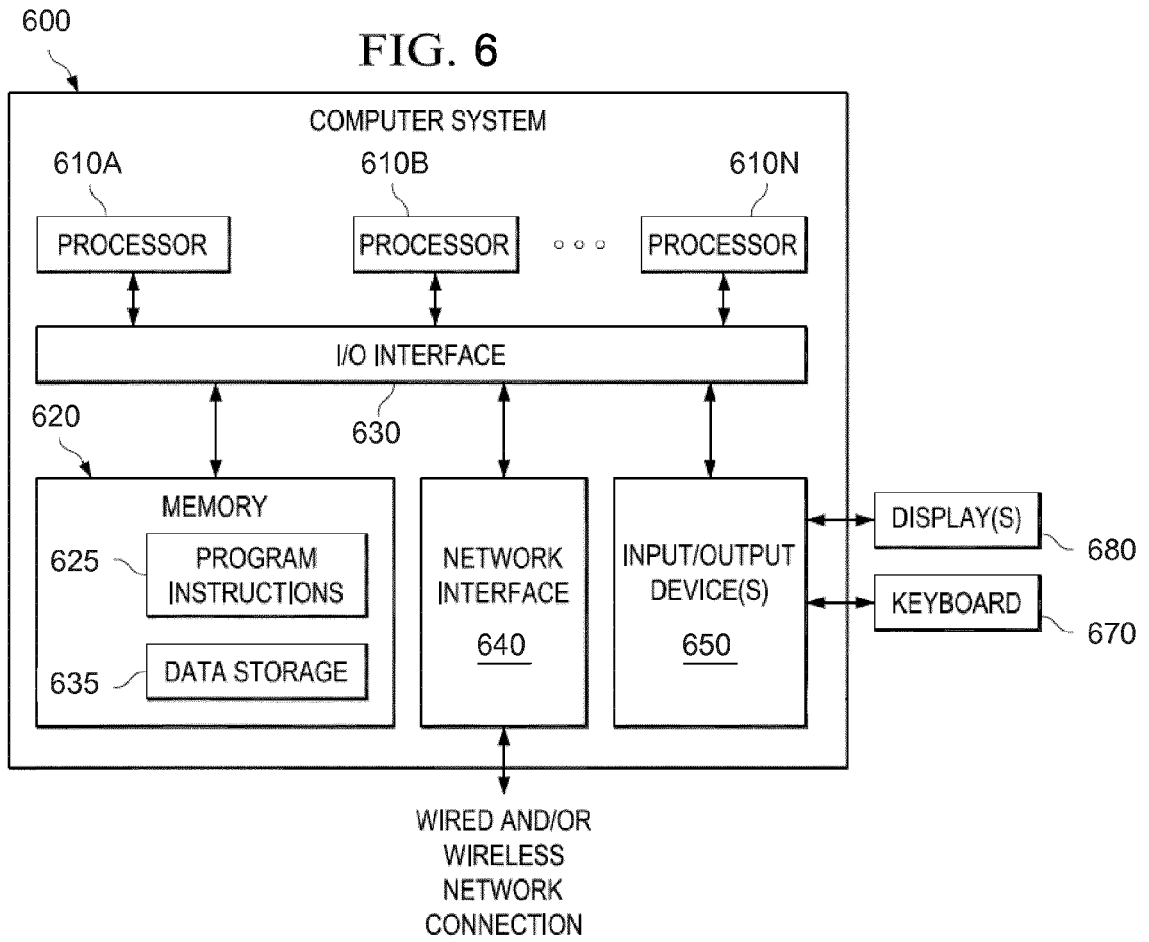 600
FIG. 6
COMPUTER SYSTEM
610A
610B
610N
PROCESSOR
PROCESSOR
PROCESSOR
I/O INTERFACE
620
630
MEMORY
625
PROGRAM
INSTRUCTIONS
635
DATA STORAGE
NETWORK
INTERFACE
640
INPUT/OUTPUT
DEVICE(S)
650
DISPLAY(S)
680
KEYBOARD
670
WIRED AND/OR
WIRELESS
NETWORK
CONNECTION